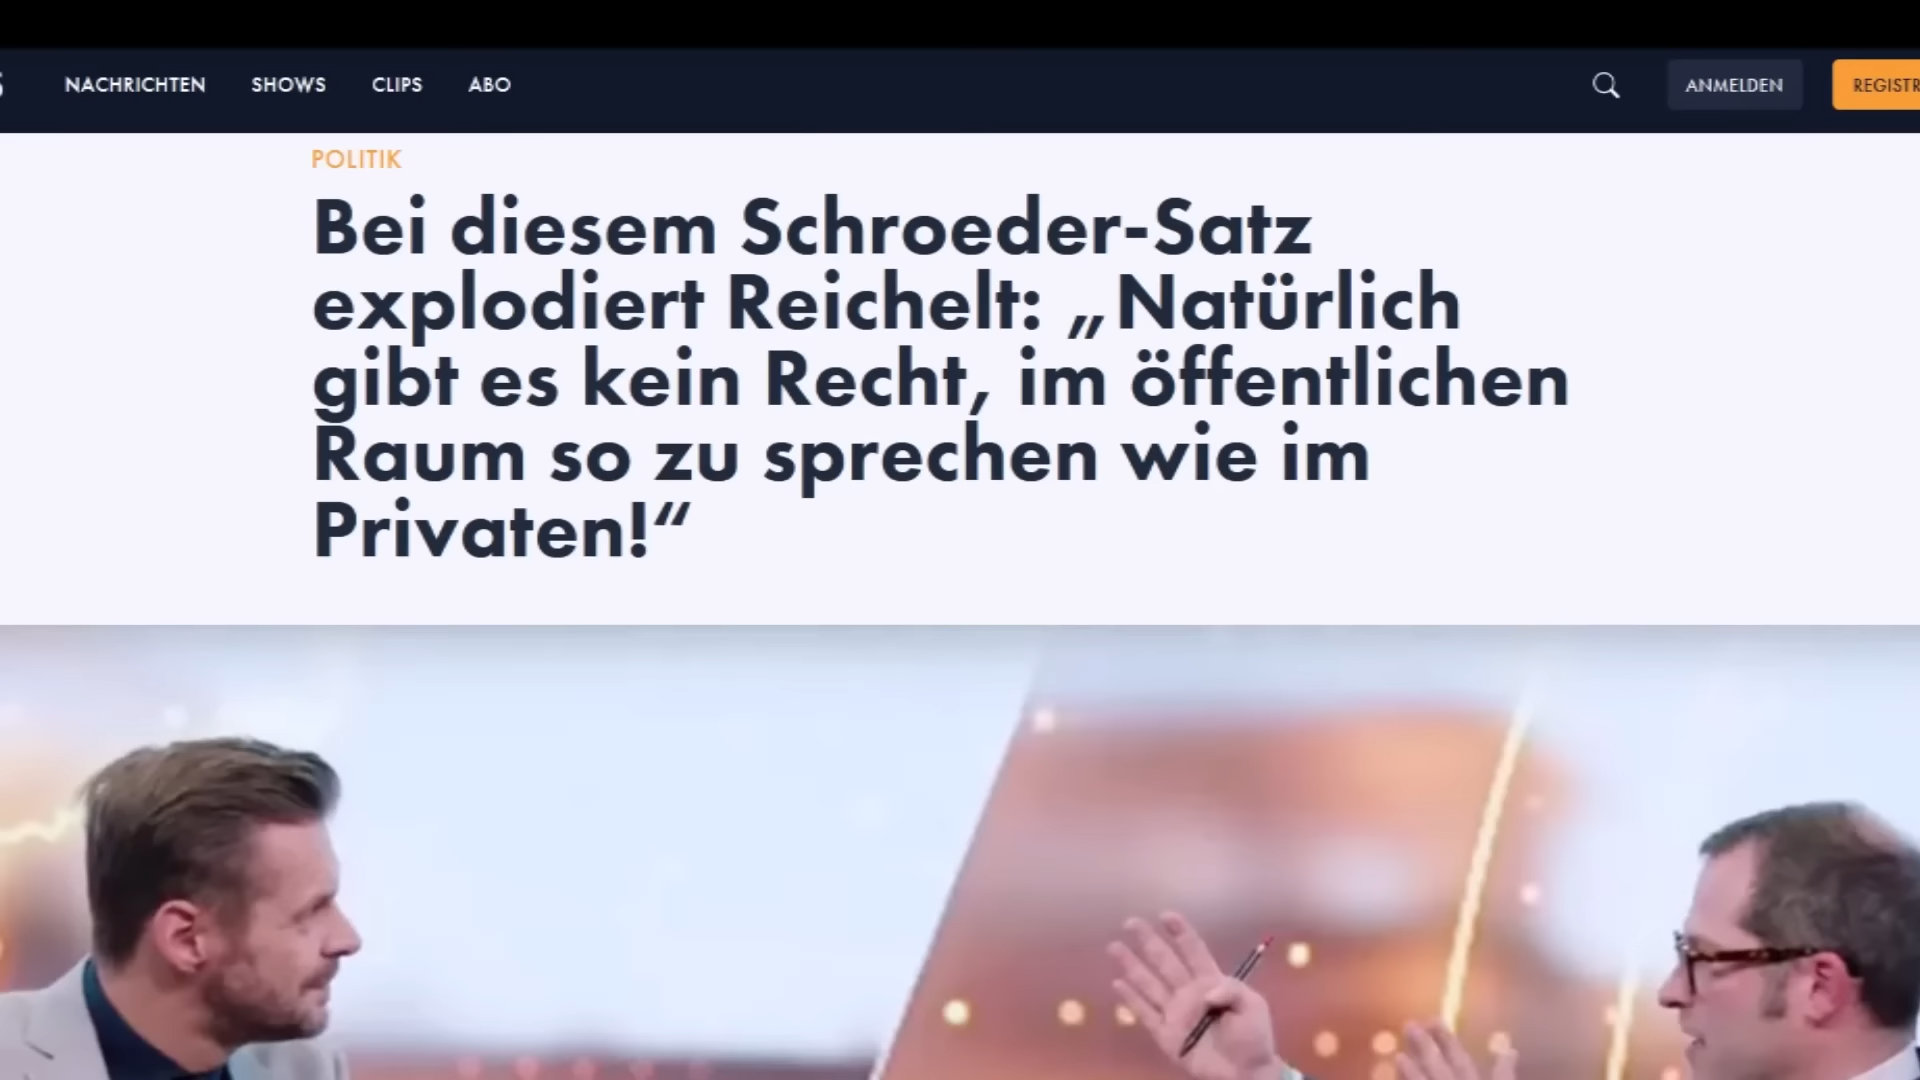 NACHRICHTEN SHOWS CLIPS ABO ANMELDEN
POLITIK
Bei diesem Schroeder-Satz
explodiert Reichelt: „Natürlich
gibt es kein Recht, im öffentlichen
Raum so zu sprechen wie im
Privaten!“